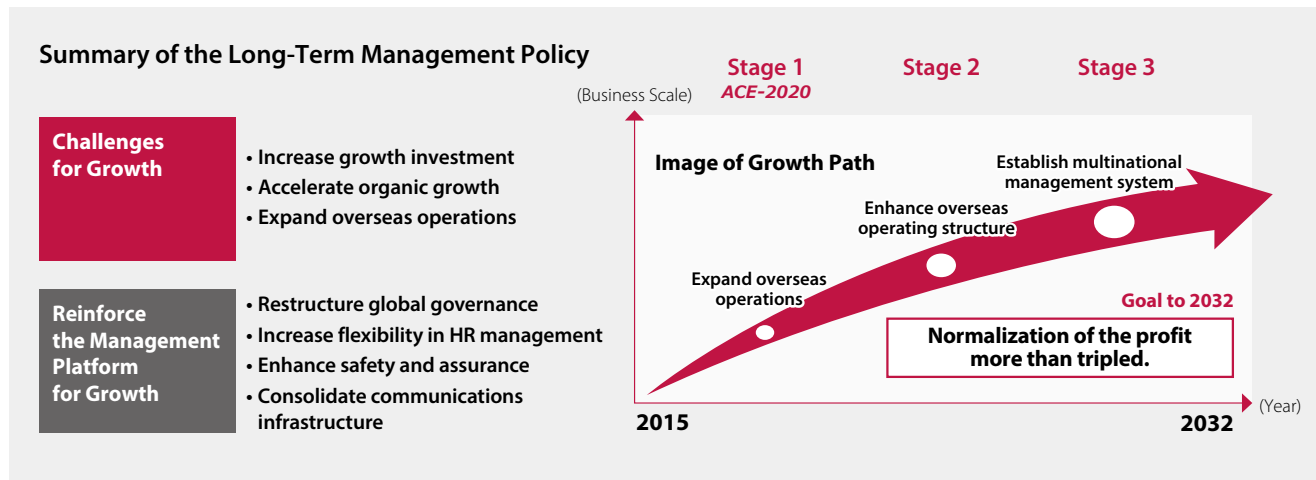 Summary of the Long-Term Management Policy
Challenges
for Growth
• Increase growth investment
• Accelerate organic growth
• Expand overseas operations
Reinforce
the Management
Platform
for Growth
• Restructure global governance
• Increase flexibility in HR management
• Enhance safety and assurance
• Consolidate communications
infrastructure
Stage 1
ACE-2020
Stage 2
Stage 3
(Business Scale)
Image of Growth Path
Establish multinational
management system
Enhance overseas
operating structure
Expand overseas
operations
Goal to 2032
Normalization of the profit
more than tripled.
2015
2032
(Year)